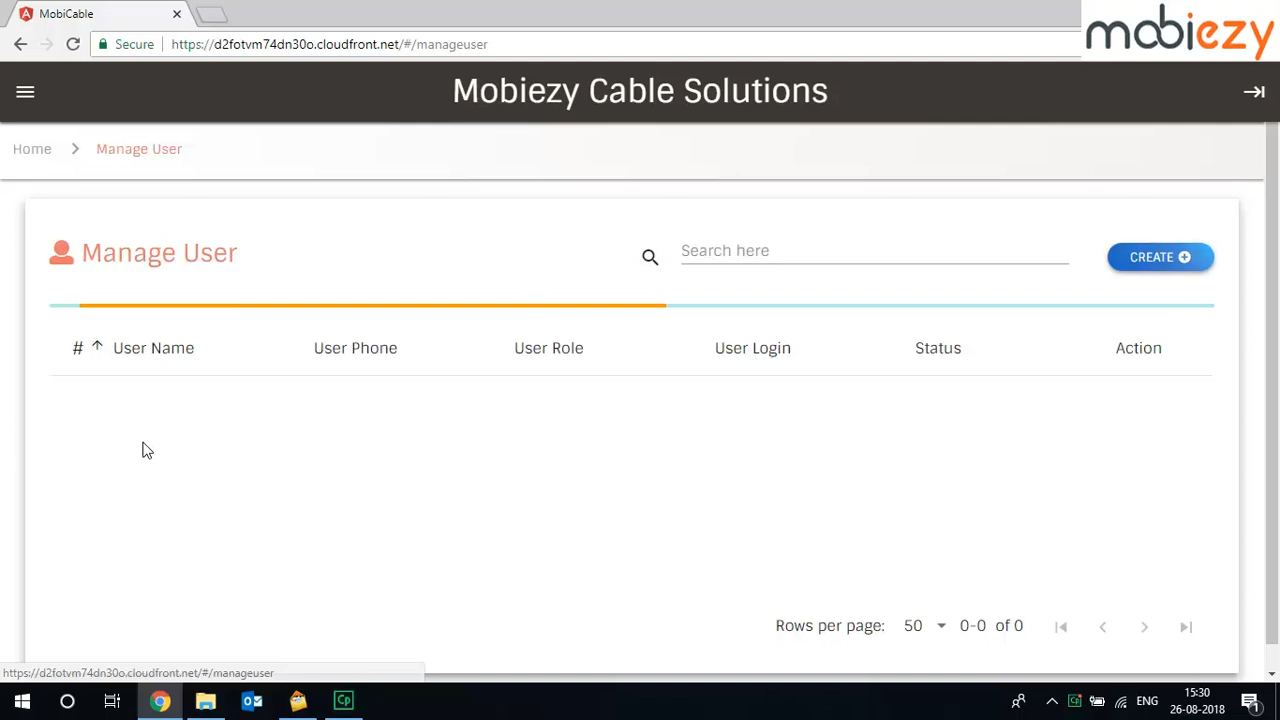 MobiCable
Secure https://d2fotvm74dn30o.cloudfront.net/#/manageuser
mobiezy
Mobiezy Cable Solutions
Home Manage User
Manage User
Search here
CREATE
# User Name User Phone User Role User Login Status Action
Rows per page: 50 0-0 of 0
https://d2fotvm74dn30o.cloudfront.net/#/manageuser
Cp
ENG
15:30
26-08-2018
1